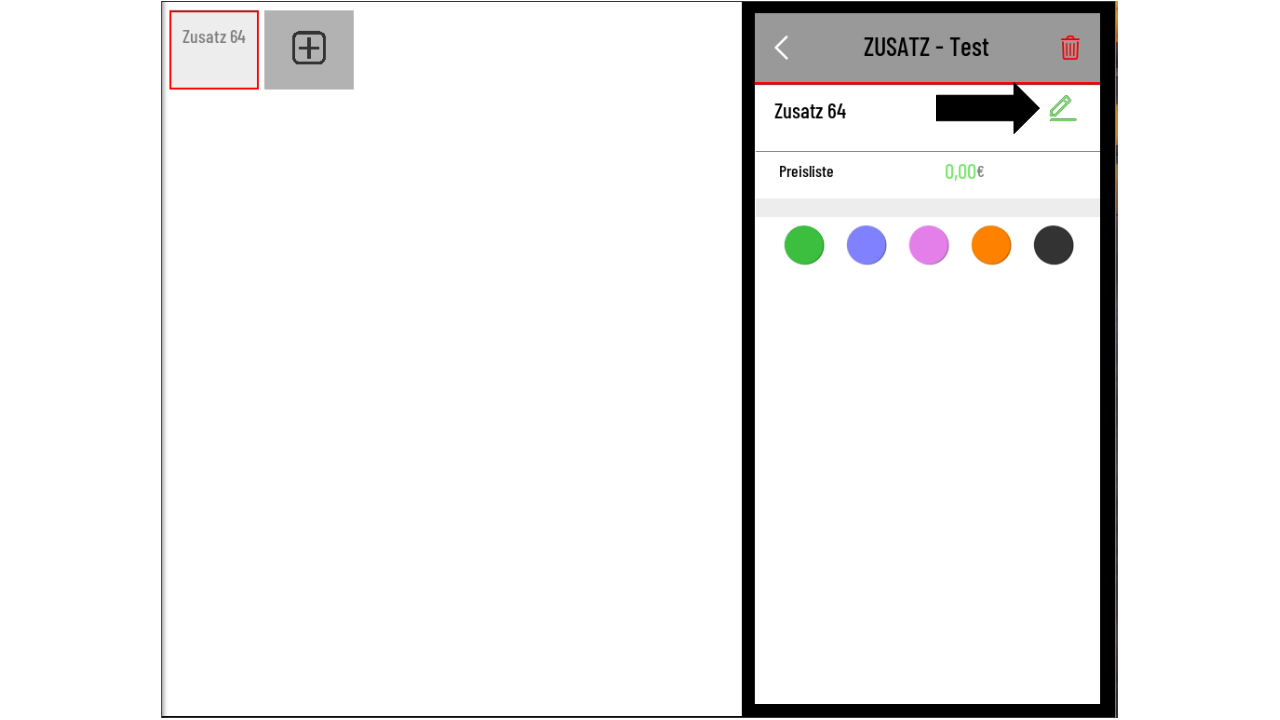 Zusatz 64
ZUSATZ - Test
Zusatz 64
Preisliste 0,00€